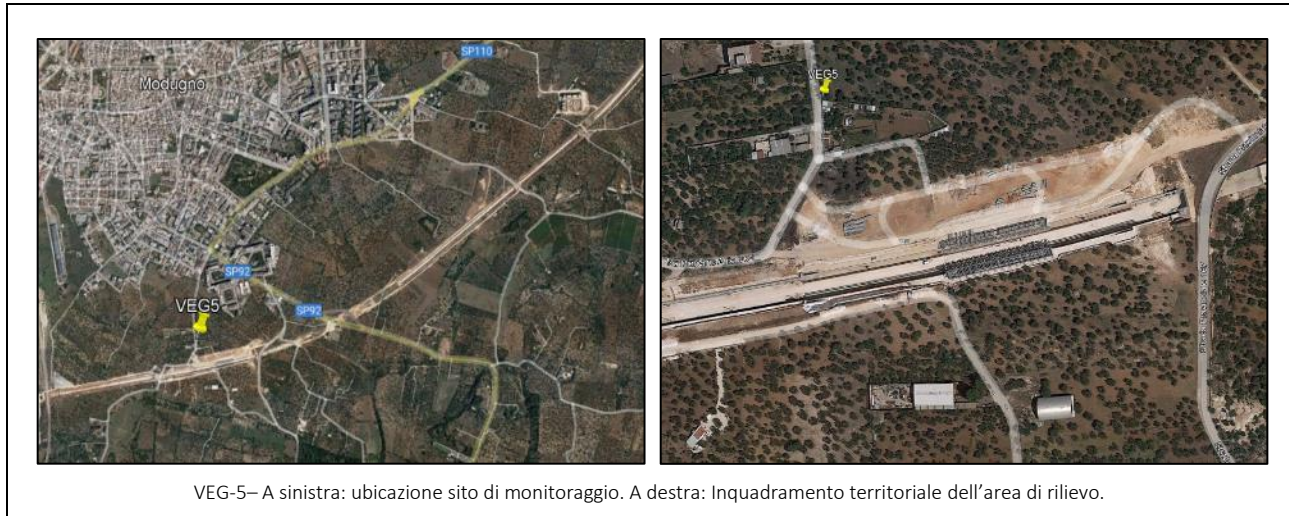 SP110
Modugno
SP92
SP92
VEG5
VEG5
VEG-5– A sinistra: ubicazione sito di monitoraggio. A destra: Inquadramento territoriale dell'area di rilievo.